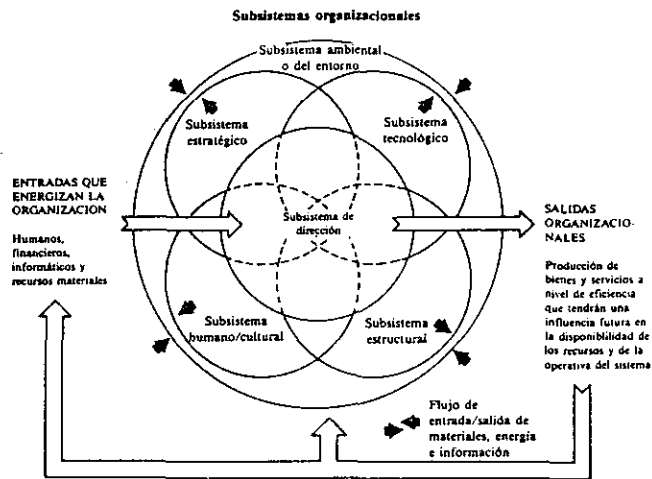 Subsistemas organizacionales
Subsistema ambiental
o del entorno
Subsistema
estratégico
Subsistema
tecnológico
ENTRADAS QUE
ENERGIZAN LA
ORGANIZACION
Humanos,
financieros,
informáticos y
recursos materiales
Subsistema de
dirección
SALIDAS
ORGANIZACIO-
NALES
Producción de
bienes y servicios a
nivel de eficiencia
que tendrán una
influencia futura en
la disponiblilidad de
los recursos y de la
operativa del sistema
Subsistema
humano/cultural
Subsistema
estructural
Flujo de
entrada/salida de
materiales, energía
e información